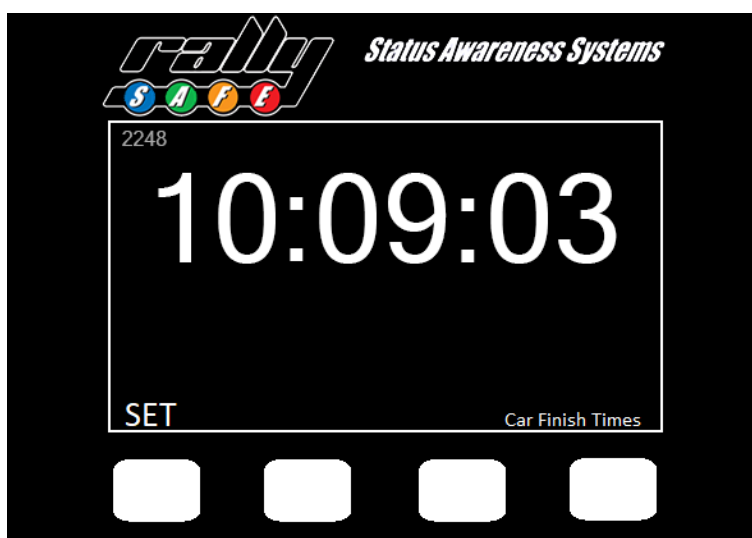 rally
SAFE
Status Awareness Systems
2248
10:09:03
SET
Car Finish Times